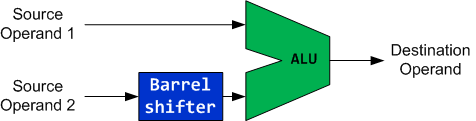 Source
Operand 1
ALU
Destination
Operand
Source
Operand 2
Barrel
shifter